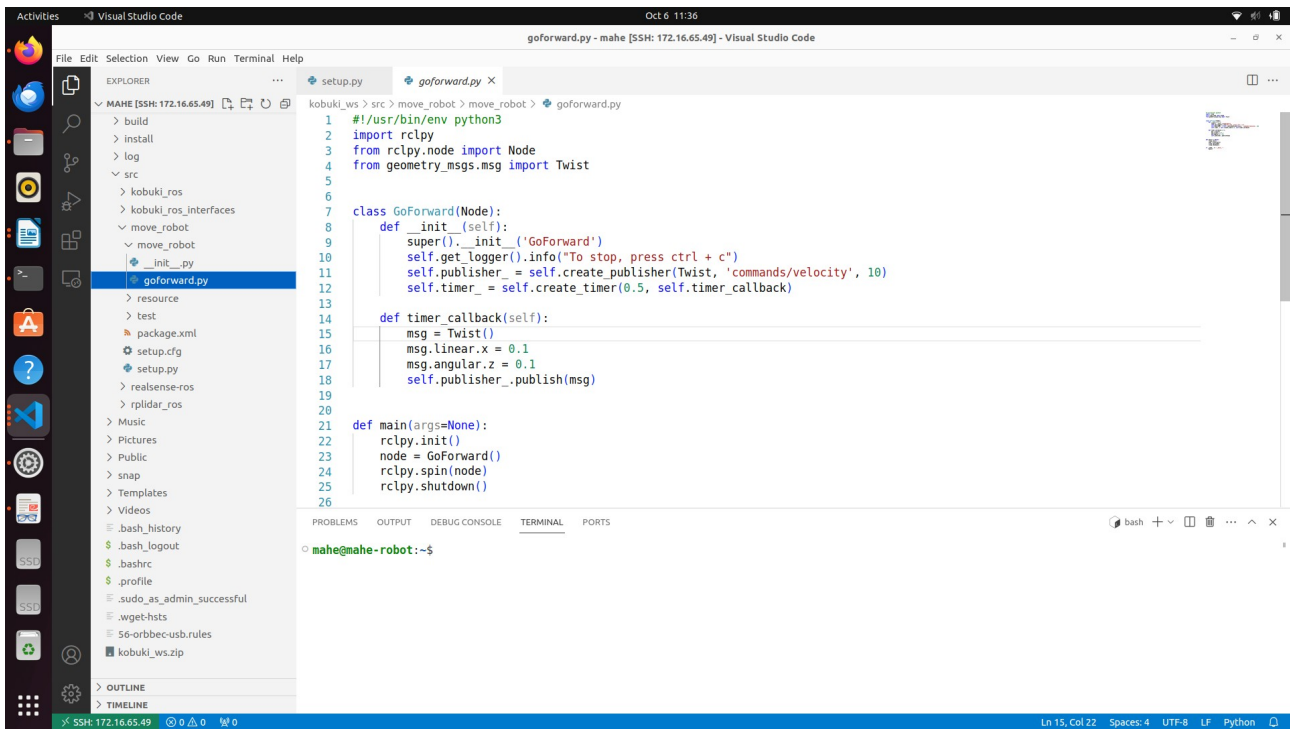 Activities
Visual Studio Code
Oct 6 11:36
goforward.py - mahe [SSH: 172.16.65.49] - Visual Studio Code
File Edit Selection View Go Run Terminal Help
EXPLORER
MAHE [SSH: 172.16.65.49]
> build
> install
> log
src
> kobuki_ros
> kobuki_ros_interfaces
move_robot
move_robot
__init__.py
goforward.py
> resource
> test
package.xml
setup.cfg
setup.py
> realsense-ros
> rplidar_ros
> Music
> Pictures
> Public
> snap
> Templates
> Videos
.bash_history
$ .bash_logout
$ .bashrc
$ .profile
.sudo_as_admin_successful
.wget-hsts
56-orbbec-usb.rules
kobuki_ws.zip
> OUTLINE
> TIMELINE
setup.py
goforward.py
kobuki_ws > src > move_robot > move_robot > goforward.py
1 #!/usr/bin/env python3
2 import rclpy
3 from rclpy.node import Node
4 from geometry_msgs.msg import Twist
5
6
7 class GoForward(Node):
8 def __init__(self):
9 super().__init__('GoForward')
10 self.get_logger().info("To stop, press ctrl + c")
11 self.publisher_ = self.create_publisher(Twist, 'commands/velocity', 10)
12 self.timer_ = self.create_timer(0.5, self.timer_callback)
13
14 def timer_callback(self):
15 msg = Twist()
16 msg.linear.x = 0.1
17 msg.angular.z = 0.1
18 self.publisher_.publish(msg)
19
20
21 def main(args=None):
22 rclpy.init()
23 node = GoForward()
24 rclpy.spin(node)
25 rclpy.shutdown()
26
PROBLEMS OUTPUT DEBUG CONSOLE TERMINAL PORTS
bash
mahe@mahe-robot:~$
SSD
SSD
SSH: 172.16.65.49 0 0 0
Ln 15, Col 22 Spaces: 4 UTF-8 LF Python